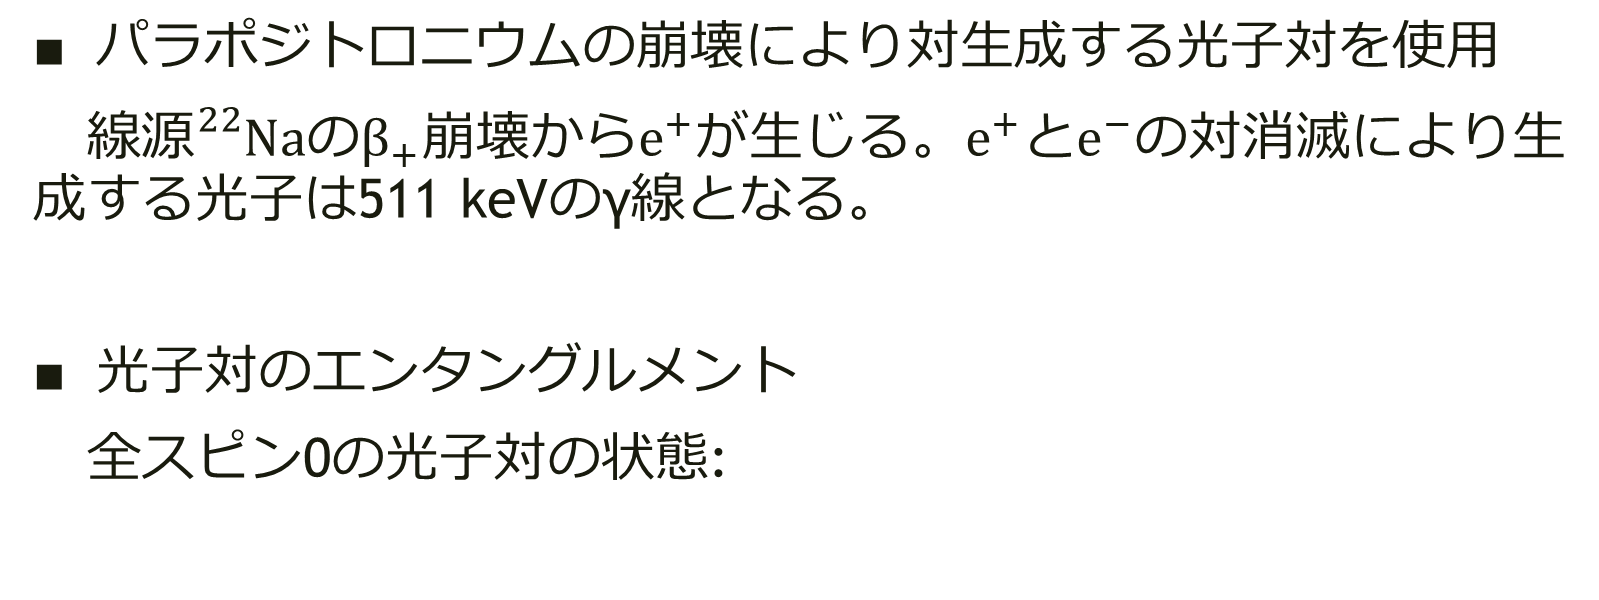 ■ パラポジトロニウムの崩壊により対生成する光子対を使用
線源²²Naのβ₊崩壊からe⁺が生じる。e⁺とe⁻の対消滅により生
成する光子は511 keVのγ線となる。
■ 光子対のエンタングルメント
全スピン0の光子対の状態: